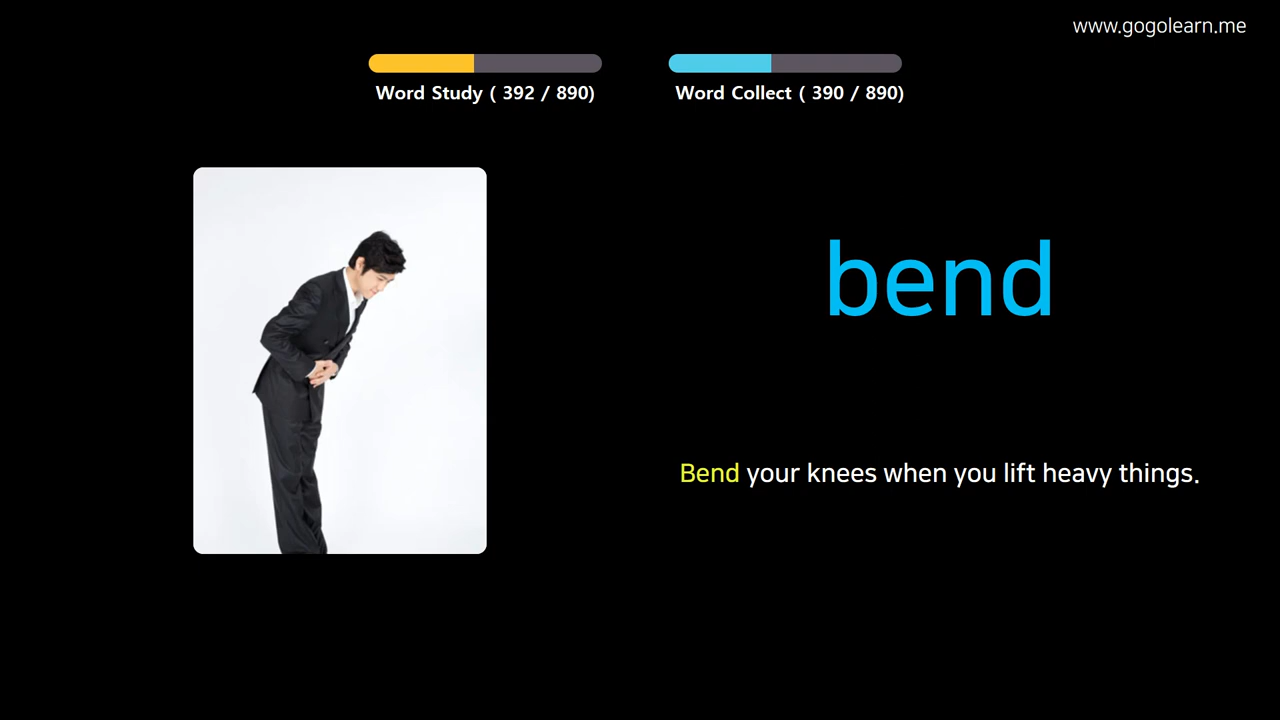 www.gogolearn.me
Word Study ( 392 / 890)
Word Collect ( 390 / 890)
bend
Bend your knees when you lift heavy things.